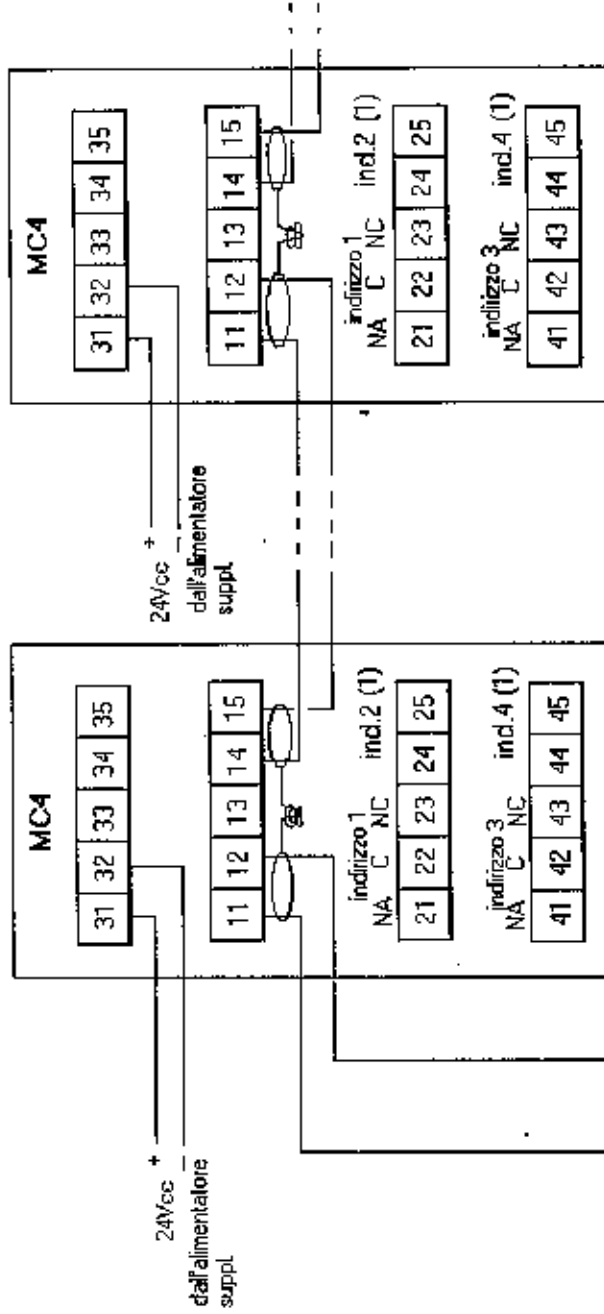 MC4
31 32 33 34 35
24Vcc +
−
dall'alimentatore
suppl.
11 12 13 14 15
indirizzo 1
NA C NC ind.2 (1)
21 22 23 24 25
indirizzo 3
NA C NC ind.4 (1)
41 42 43 44 45
MC4
31 32 33 34 35
24Vcc +
−
dall'alimentatore
suppl.
11 12 13 14 15
indirizzo 1
NA C NC ind.2 (1)
21 22 23 24 25
indirizzo 3
NA C NC ind.4 (1)
41 42 43 44 45